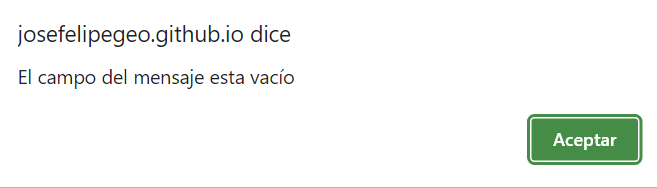 josefelipegeo.github.io dice
El campo del mensaje esta vacío
Aceptar